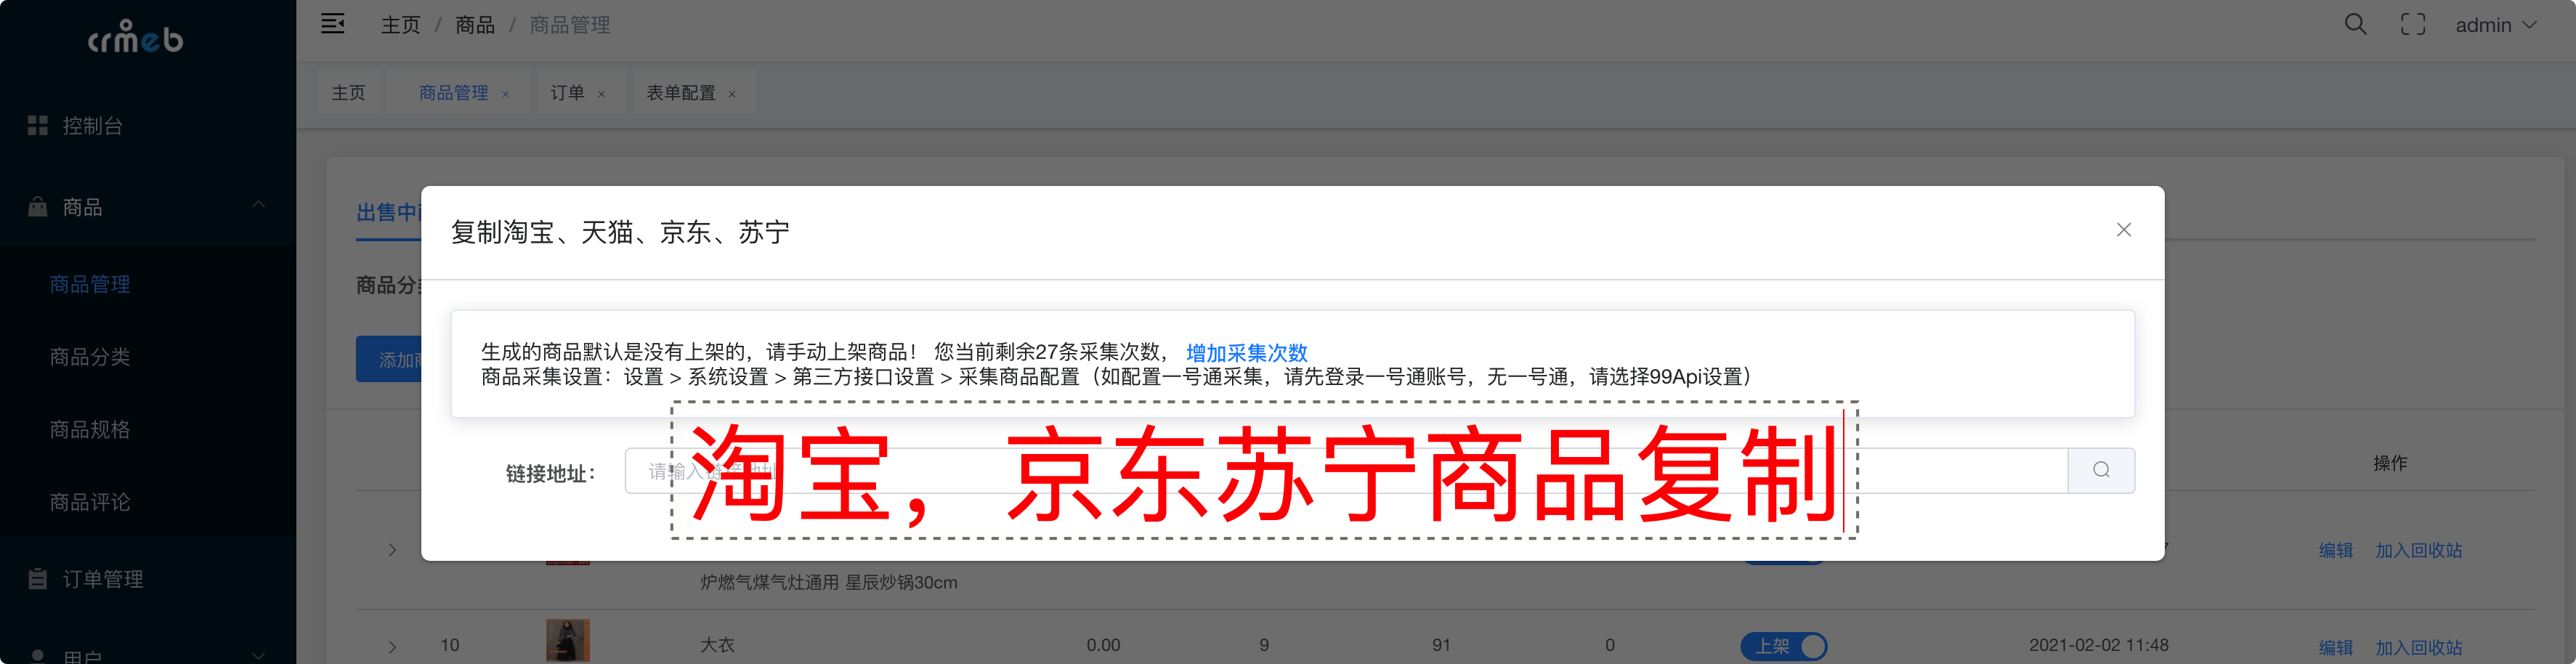 crmeb
主页 / 商品 / 商品管理
admin
主页
商品管理 ×
订单 ×
表单配置 ×
控制台
商品
商品管理
商品分类
商品规格
商品评论
订单管理
用户
出售中
商品分
添加
复制淘宝、天猫、京东、苏宁
生成的商品默认是没有上架的，请手动上架商品！ 您当前剩余27条采集次数， 增加采集次数
商品采集设置：设置 > 系统设置 > 第三方接口设置 > 采集商品配置（如配置一号通采集，请先登录一号通账号，无一号通，请选择99Api设置）
链接地址：
请输入链接地址
淘宝，京东苏宁商品复制
操作
编辑 加入回收站
炉燃气煤气灶通用 星辰炒锅30cm
10 大衣 0.00 9 91 0 上架 2021-02-02 11:48 编辑 加入回收站